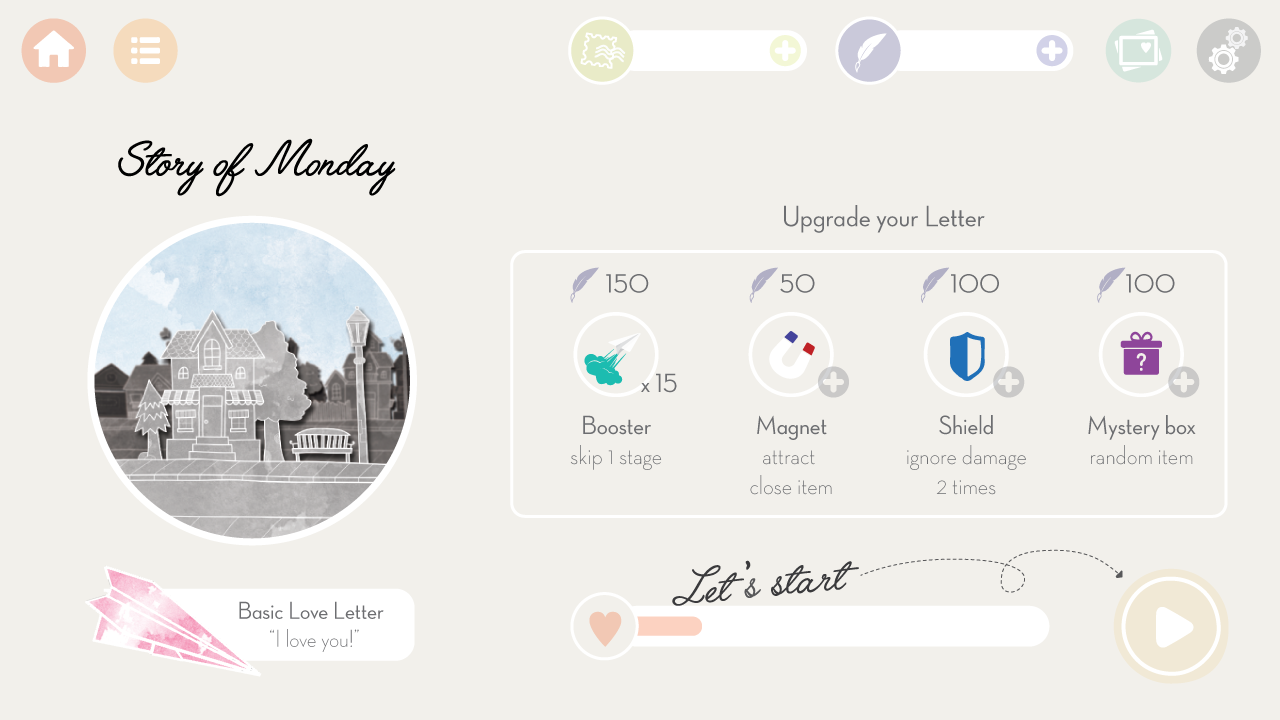 Story of Monday
Upgrade your Letter
150
50
100
100
x 15
?
Booster
skip 1 stage
Magnet
attract
close item
Shield
ignore damage
2 times
Mystery box
random item
Let's start
Basic Love Letter
“I love you!”